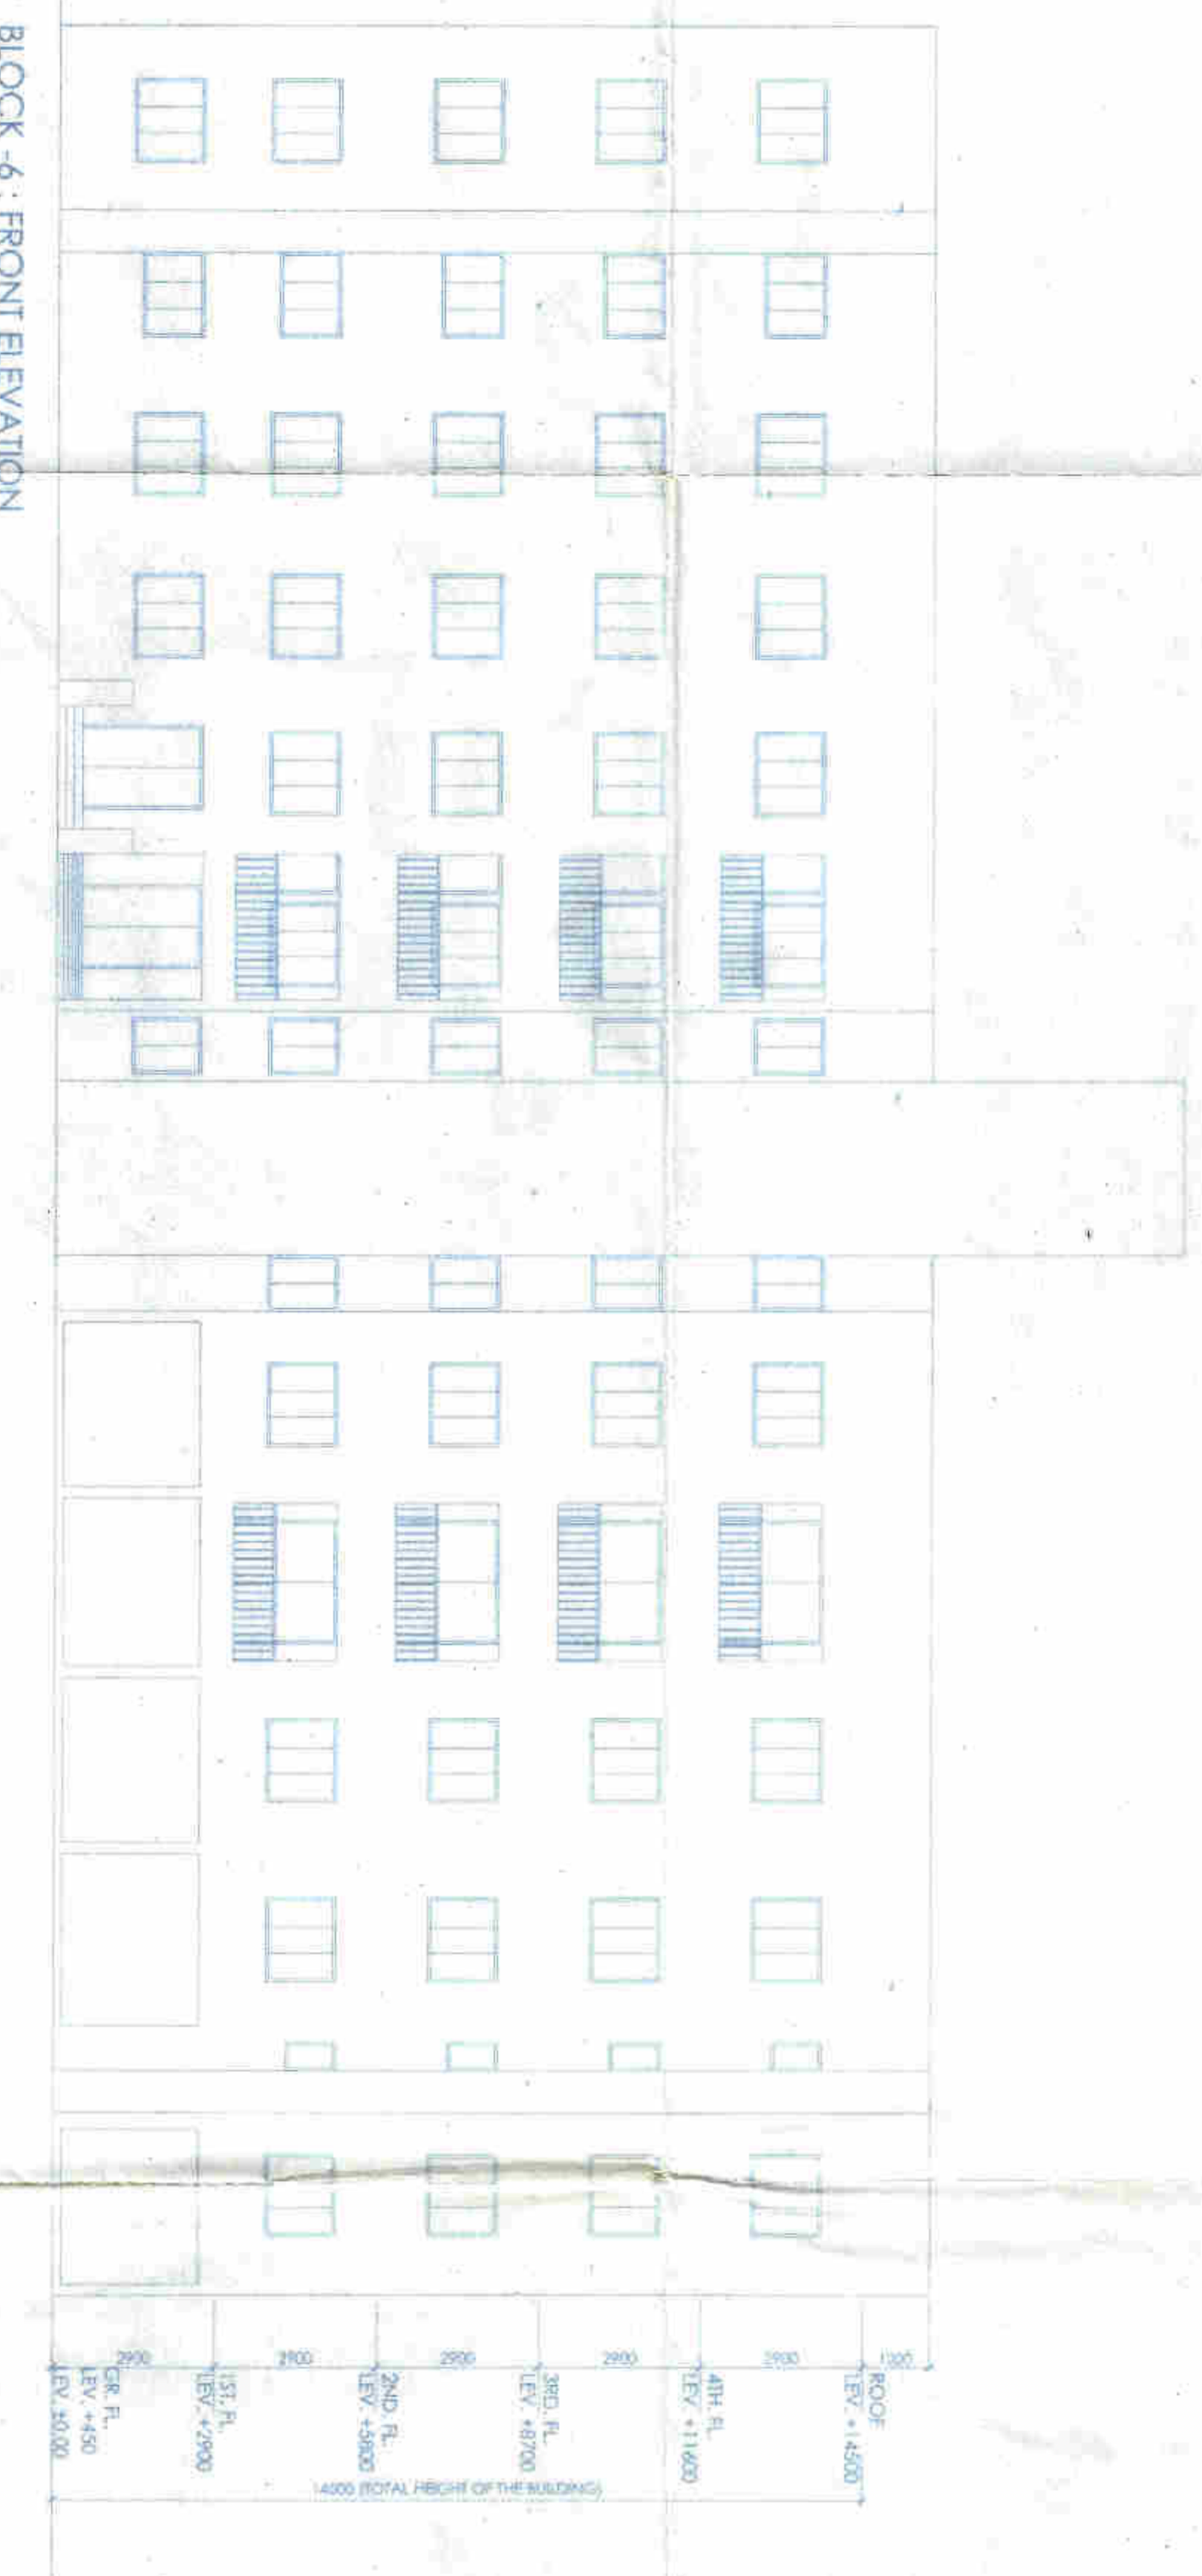 BLOCK -6 : FRONT ELEVATION
ROOF
LEV. +14500
4TH. FL.
LEV. +11600
3RD. FL.
LEV. +8700
2ND. FL.
LEV. +5800
1ST. FL.
LEV. +2900
GR. FL.
LEV. +450
LEV. ±0.00
2900
2900
2900
2900
2900
(TOTAL HEIGHT OF THE BUILDING)